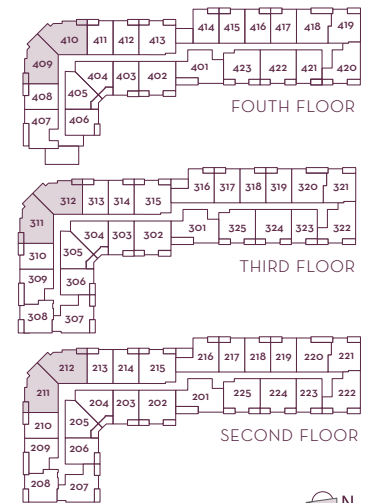 414 415 416 417 418 419
410 411 412 413
409 404 403 402 401 423 422 421 420
408 405
407 406
FOUTH FLOOR
316 317 318 319 320 321
312 313 314 315
311 304 303 302 301 325 324 323 322
310 305
309 306
308 307
THIRD FLOOR
216 217 218 219 220 221
212 213 214 215
211 204 203 202 201 225 224 223 222
210 205
209 206
208 207
SECOND FLOOR
N